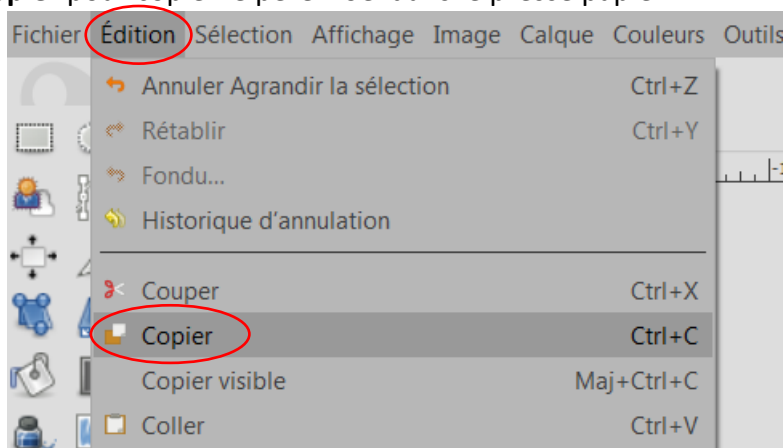 Fichier Édition Sélection Affichage Image Calque Couleurs Outils
Annuler Agrandir la sélection Ctrl+Z
Rétablir Ctrl+Y
Fondu...
Historique d'annulation
Couper Ctrl+X
Copier Ctrl+C
Copier visible Maj+Ctrl+C
Coller Ctrl+V